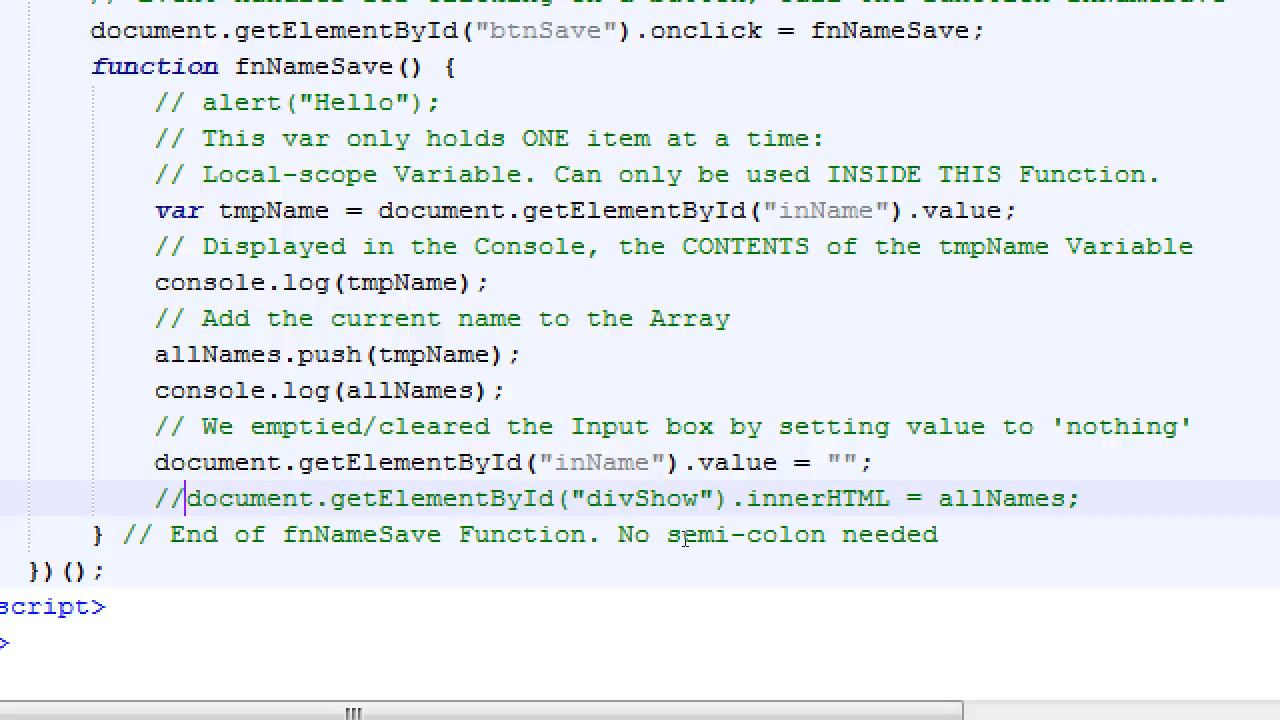 document.getElementById("btnSave").onclick = fnNameSave;
function fnNameSave() {
// alert("Hello");
// This var only holds ONE item at a time:
// Local-scope Variable. Can only be used INSIDE THIS Function.
var tmpName = document.getElementById("inName").value;
// Displayed in the Console, the CONTENTS of the tmpName Variable
console.log(tmpName);
// Add the current name to the Array
allNames.push(tmpName);
console.log(allNames);
// We emptied/cleared the Input box by setting value to 'nothing'
document.getElementById("inName").value = "";
//document.getElementById("divShow").innerHTML = allNames;
} // End of fnNameSave Function. No semi-colon needed
})();
script>
>